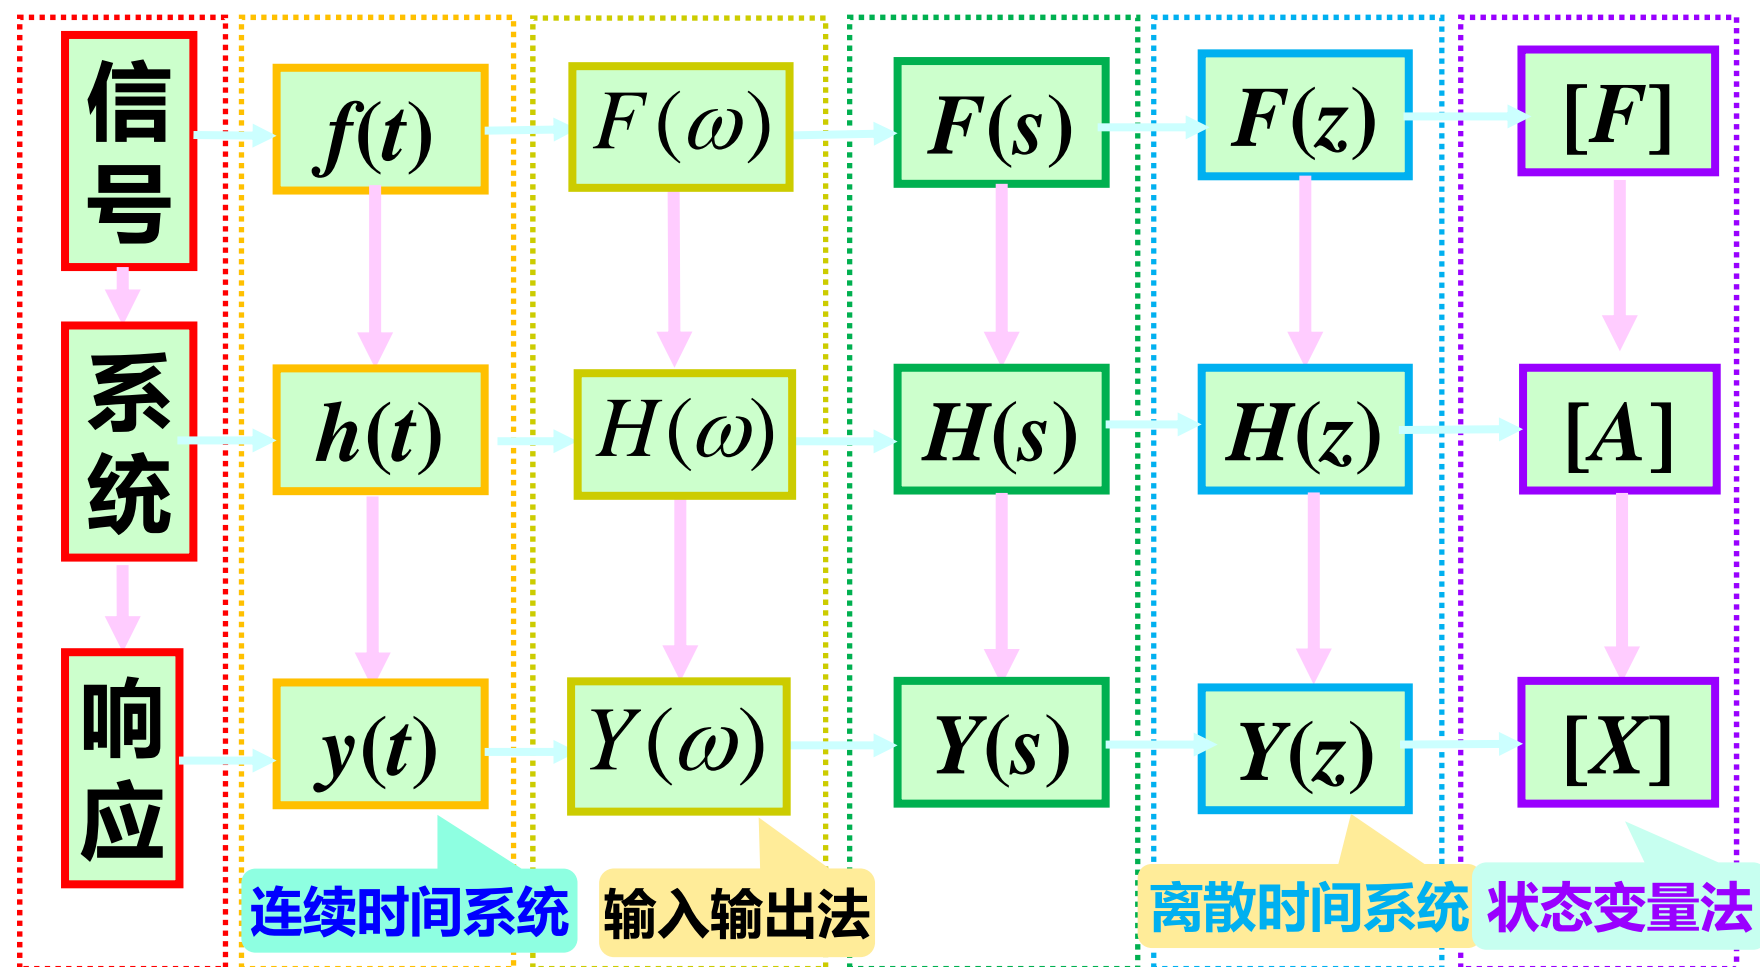 信号
f(t)
F(ω)
F(s)
F(z)
[F]
系统
h(t)
H(ω)
H(s)
H(z)
[A]
响应
y(t)
Y(ω)
Y(s)
Y(z)
[X]
连续时间系统
输入输出法
离散时间系统
状态变量法